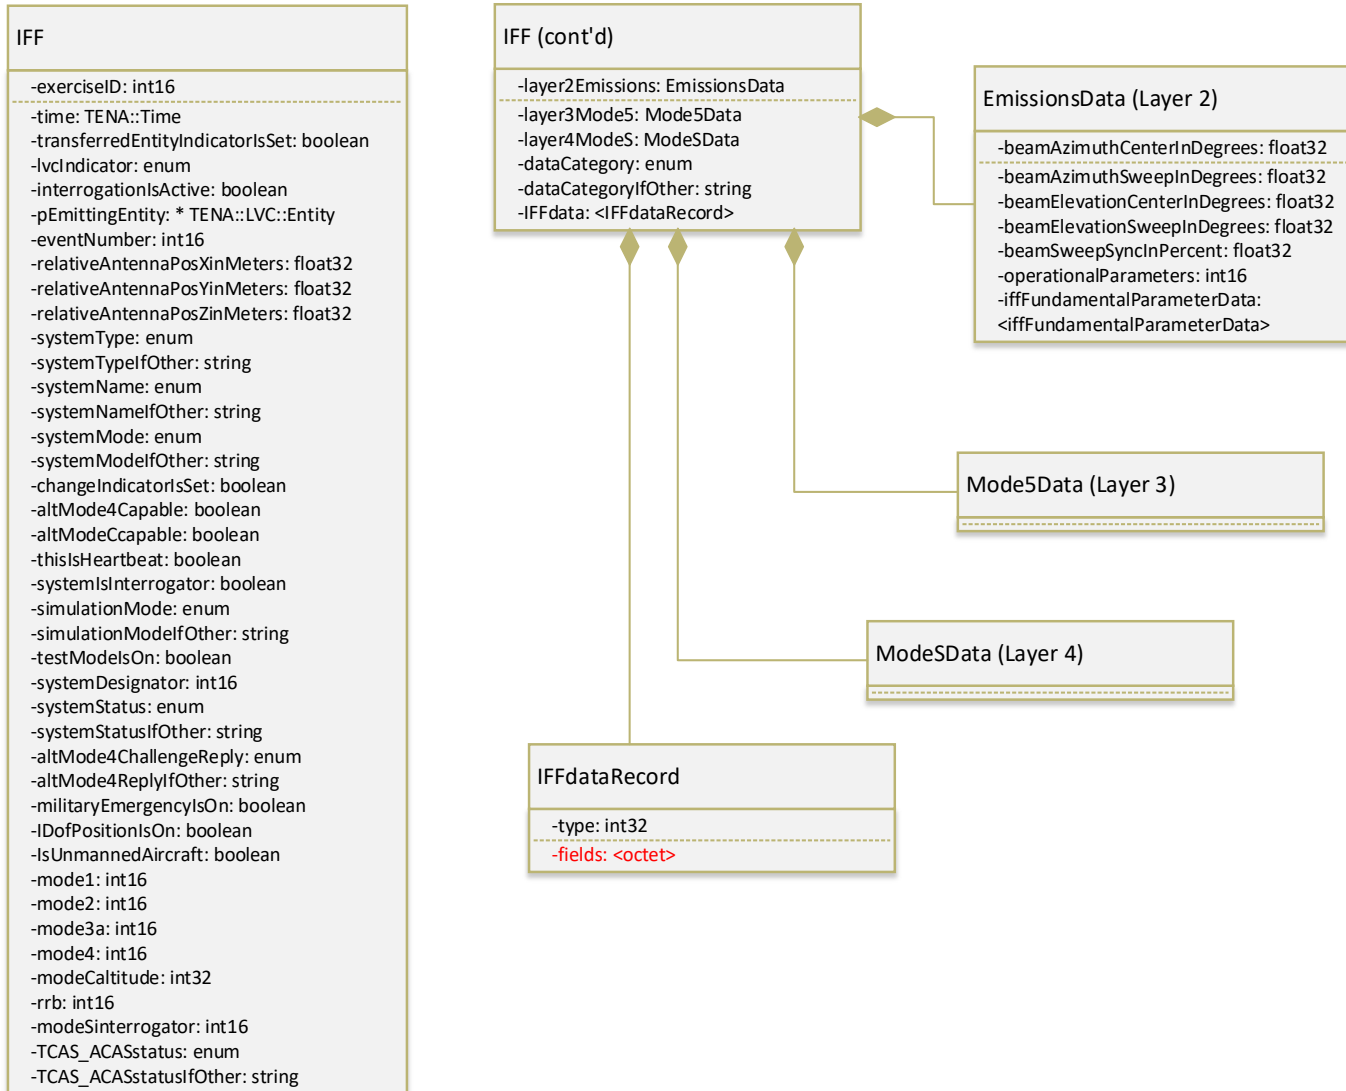 IFF
-exerciseID: int16
-time: TENA::Time
-transferredEntityIndicatorIsSet: boolean
-lvcIndicator: enum
-interrogationIsActive: boolean
-pEmittingEntity: * TENA::LVC::Entity
-eventNumber: int16
-relativeAntennaPosXinMeters: float32
-relativeAntennaPosYinMeters: float32
-relativeAntennaPosZinMeters: float32
-systemType: enum
-systemTypeIfOther: string
-systemName: enum
-systemNameIfOther: string
-systemMode: enum
-systemModeIfOther: string
-changeIndicatorIsSet: boolean
-altMode4Capable: boolean
-altModeCcapable: boolean
-thisIsHeartbeat: boolean
-systemIsInterrogator: boolean
-simulationMode: enum
-simulationModeIfOther: string
-testModeIsOn: boolean
-systemDesignator: int16
-systemStatus: enum
-systemStatusIfOther: string
-altMode4ChallengeReply: enum
-altMode4ReplyIfOther: string
-militaryEmergencyIsOn: boolean
-IDofPositionIsOn: boolean
-IsUnmannedAircraft: boolean
-mode1: int16
-mode2: int16
-mode3a: int16
-mode4: int16
-modeCaltitude: int32
-rrb: int16
-modeSinterrogator: int16
-TCAS_ACASstatus: enum
-TCAS_ACASstatusIfOther: string
IFF (cont'd)
-layer2Emissions: EmissionsData
-layer3Mode5: Mode5Data
-layer4ModeS: ModeSData
-dataCategory: enum
-dataCategoryIfOther: string
-IFFdata: <IFFdataRecord>
EmissionsData (Layer 2)
-beamAzimuthCenterInDegrees: float32
-beamAzimuthSweepInDegrees: float32
-beamElevationCenterInDegrees: float32
-beamElevationSweepInDegrees: float32
-beamSweepSyncInPercent: float32
-operationalParameters: int16
-iffFundamentalParameterData:
<iffFundamentalParameterData>
Mode5Data (Layer 3)
ModeSData (Layer 4)
IFFdataRecord
-type: int32
-fields: <octet>